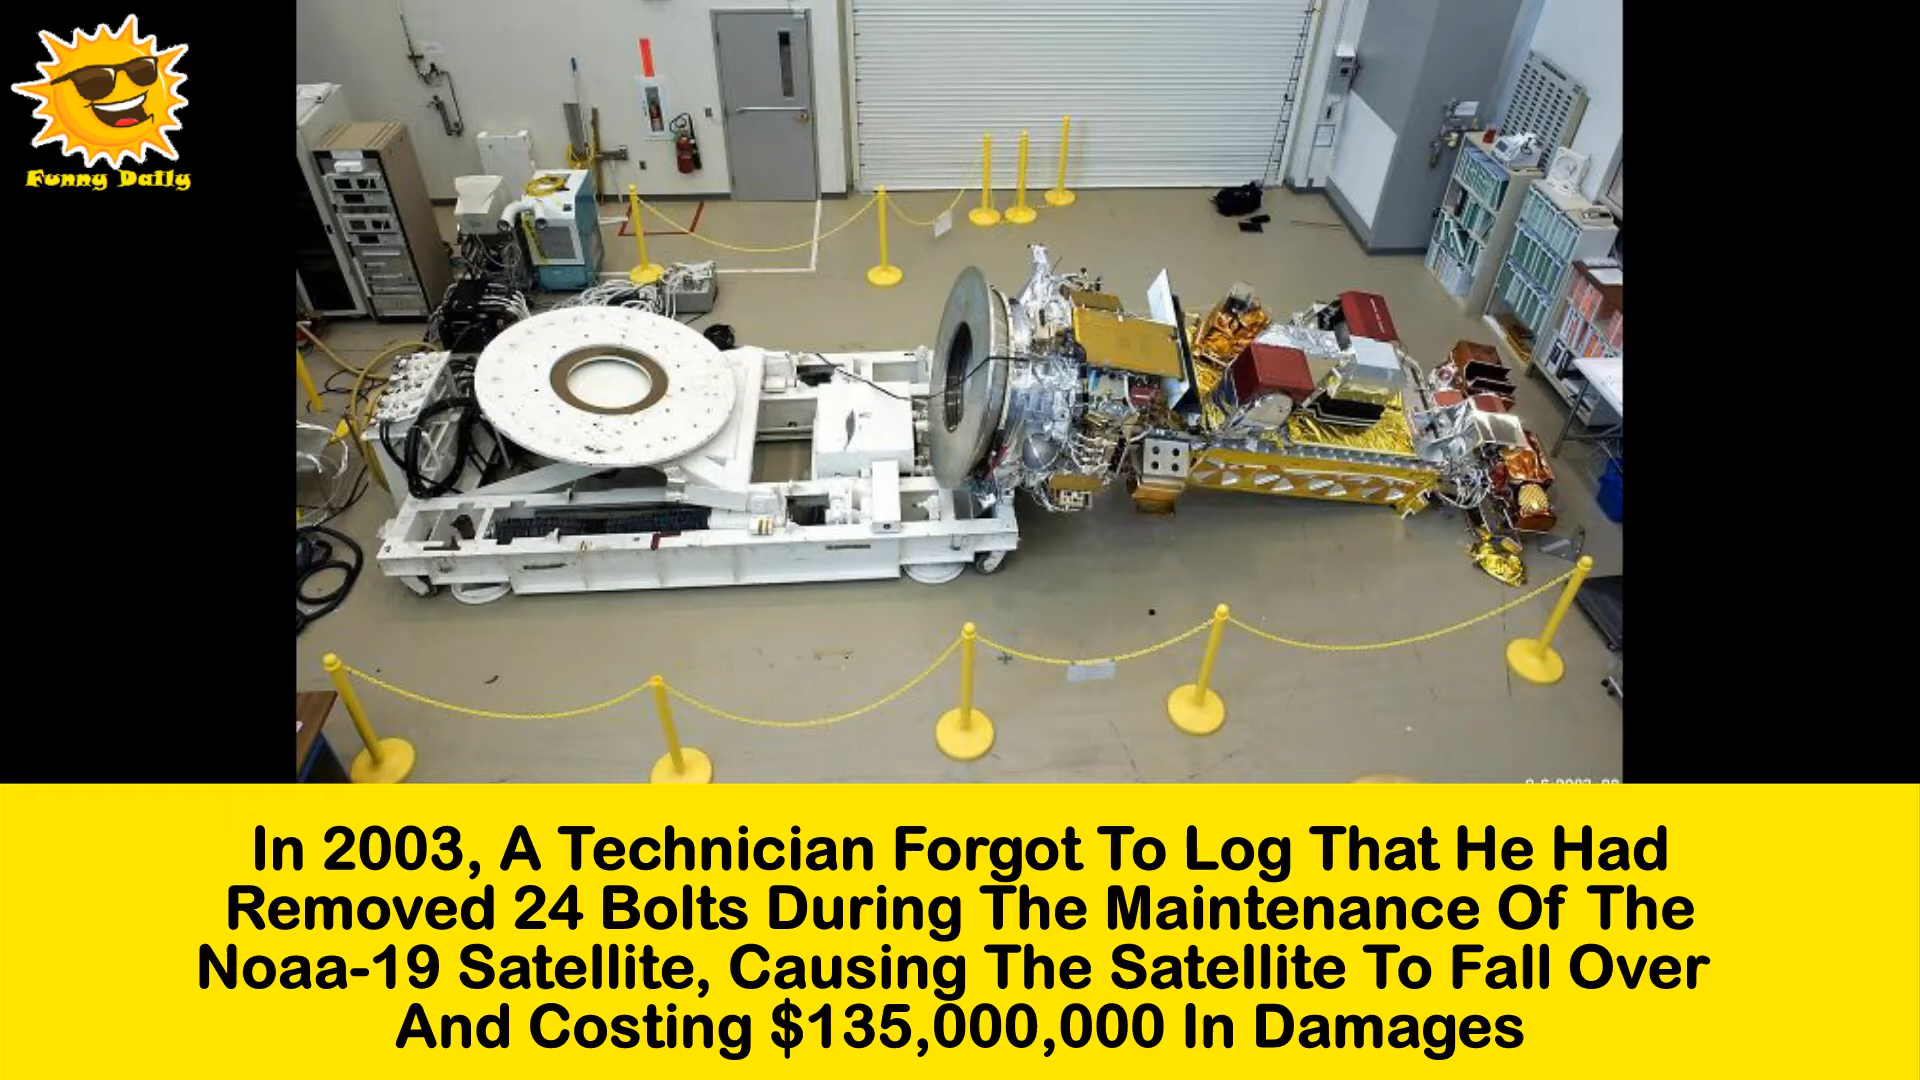 Funny Daily
In 2003, A Technician Forgot To Log That He Had
Removed 24 Bolts During The Maintenance Of The
Noaa-19 Satellite, Causing The Satellite To Fall Over
And Costing $135,000,000 In Damages